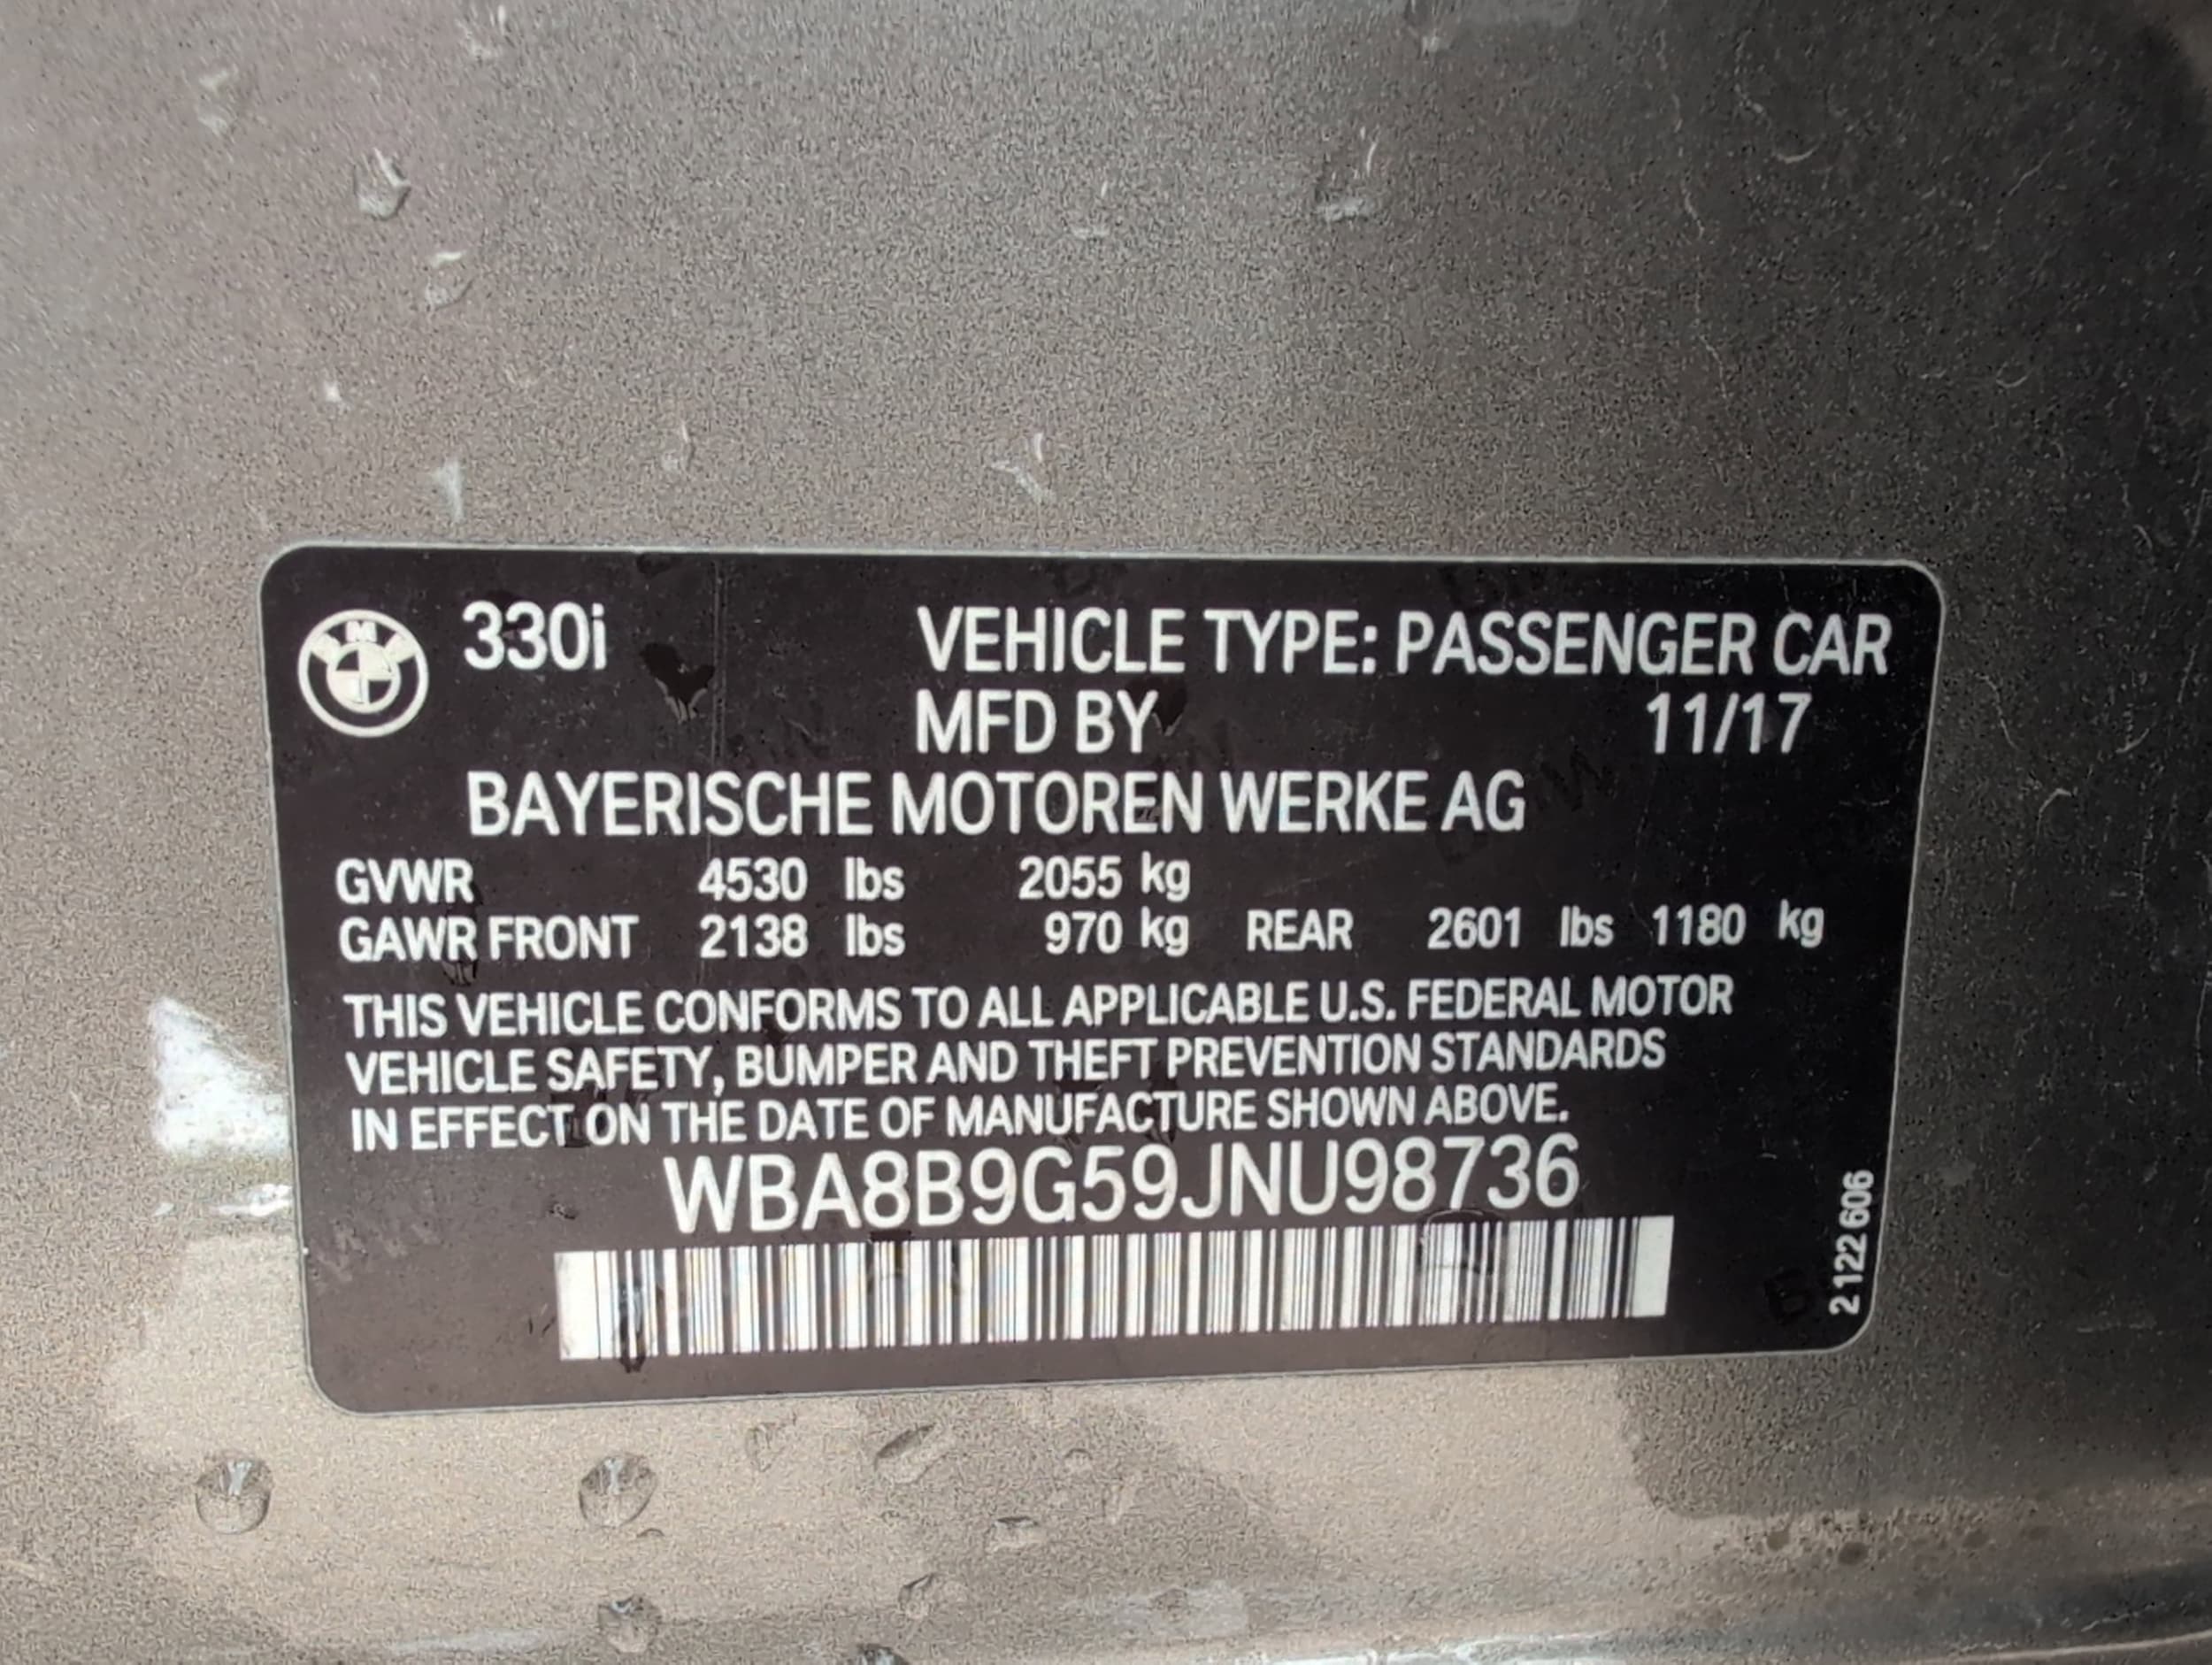 BMW 330i VEHICLE TYPE: PASSENGER CAR
MFD BY 11/17
BAYERISCHE MOTOREN WERKE AG
GVWR 4530 lbs 2055 kg
GAWR FRONT 2138 lbs 970 kg REAR 2601 lbs 1180 kg
THIS VEHICLE CONFORMS TO ALL APPLICABLE U.S. FEDERAL MOTOR
VEHICLE SAFETY, BUMPER AND THEFT PREVENTION STANDARDS
IN EFFECT ON THE DATE OF MANUFACTURE SHOWN ABOVE.
WBA8B9G59JNU98736
2 122 606